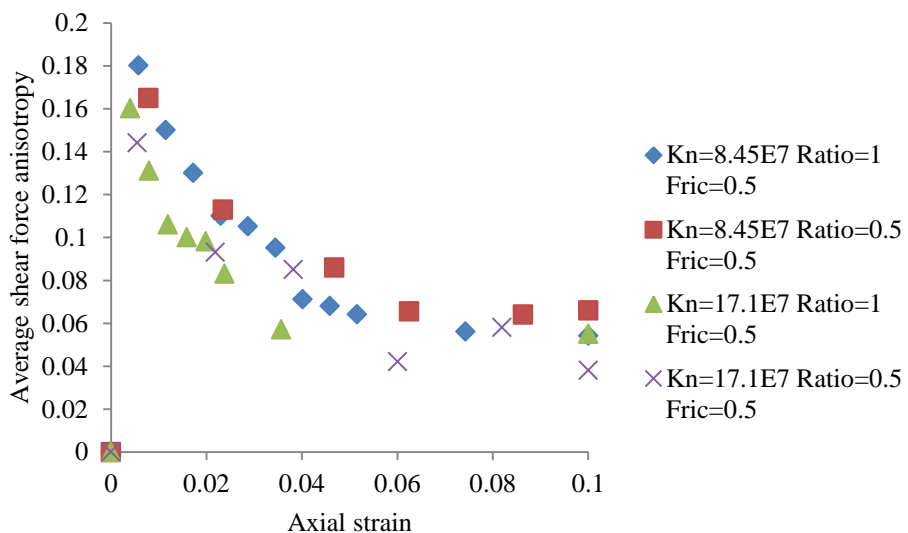 0.2
0.18
0.16
0.14
0.12
0.1
0.08
0.06
0.04
0.02
0
Average shear force anisotropy
0 0.02 0.04 0.06 0.08 0.1
Axial strain
Kn=8.45E7 Ratio=1
Fric=0.5
Kn=8.45E7 Ratio=0.5
Fric=0.5
Kn=17.1E7 Ratio=1
Fric=0.5
Kn=17.1E7 Ratio=0.5
Fric=0.5